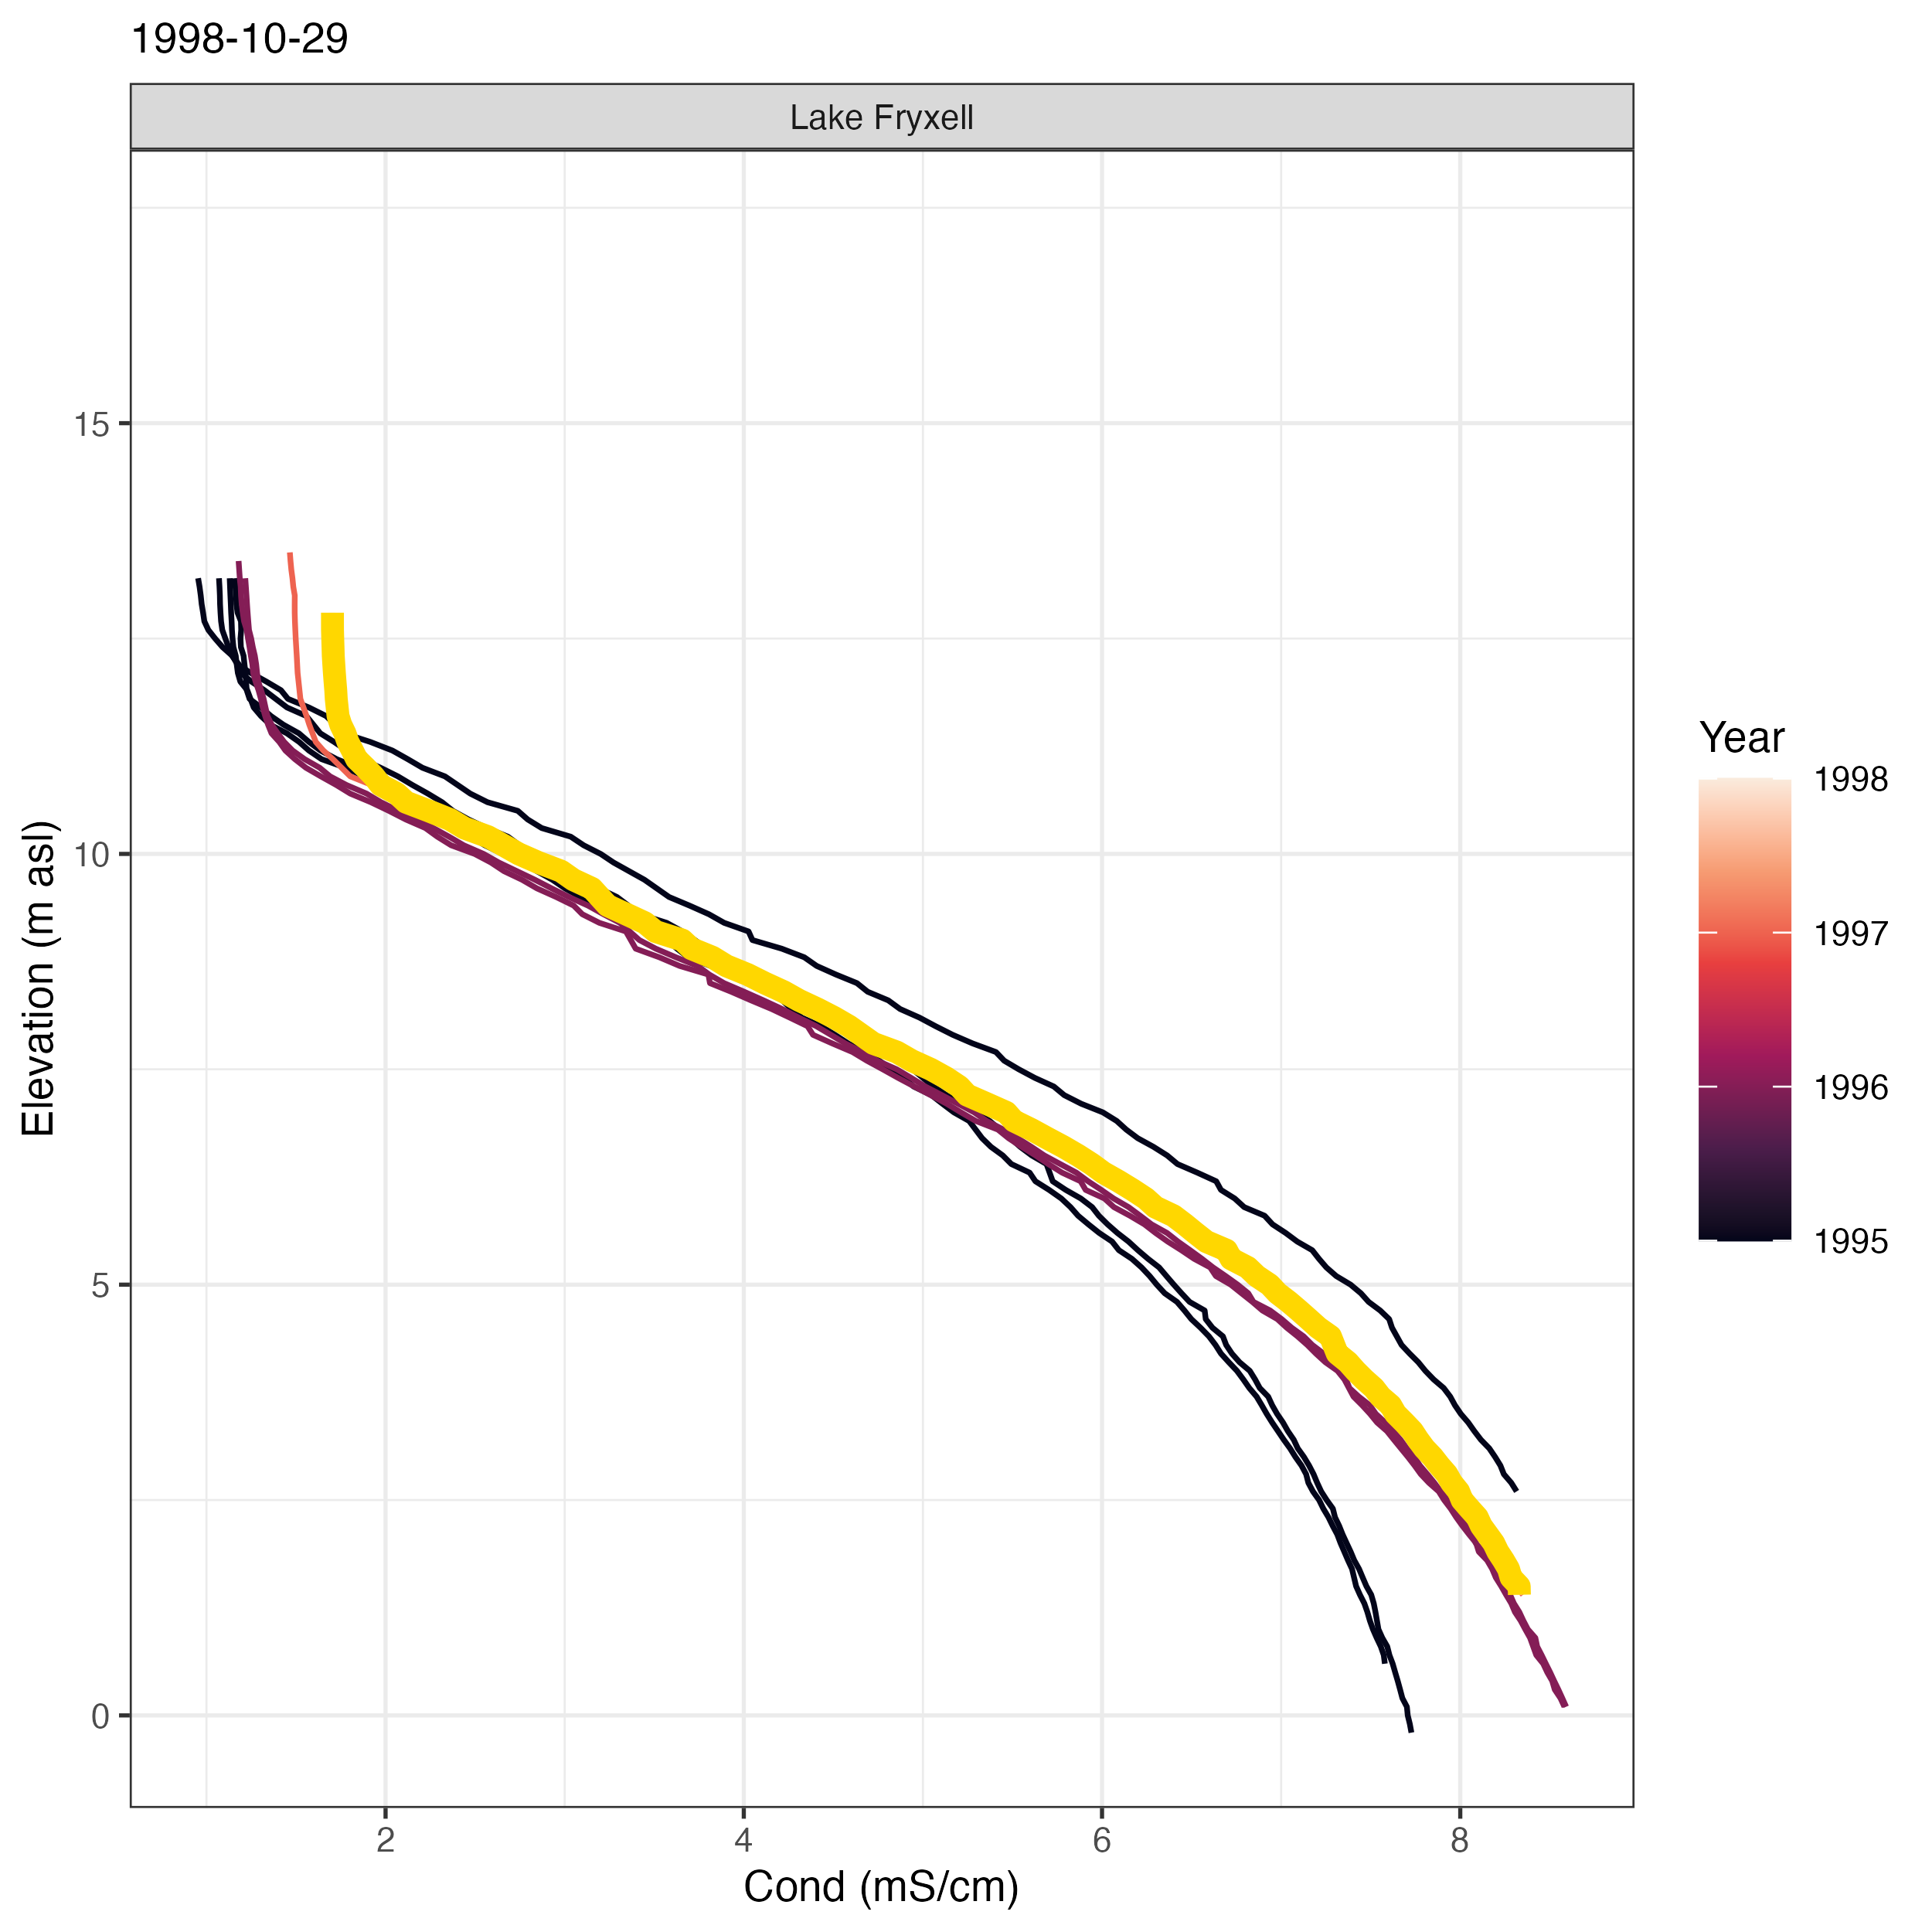 1998-10-29
Lake Fryxell
15
10
5
0
Elevation (m asl)
2 4 6 8
Cond (mS/cm)
Year
1998
1997
1996
1995